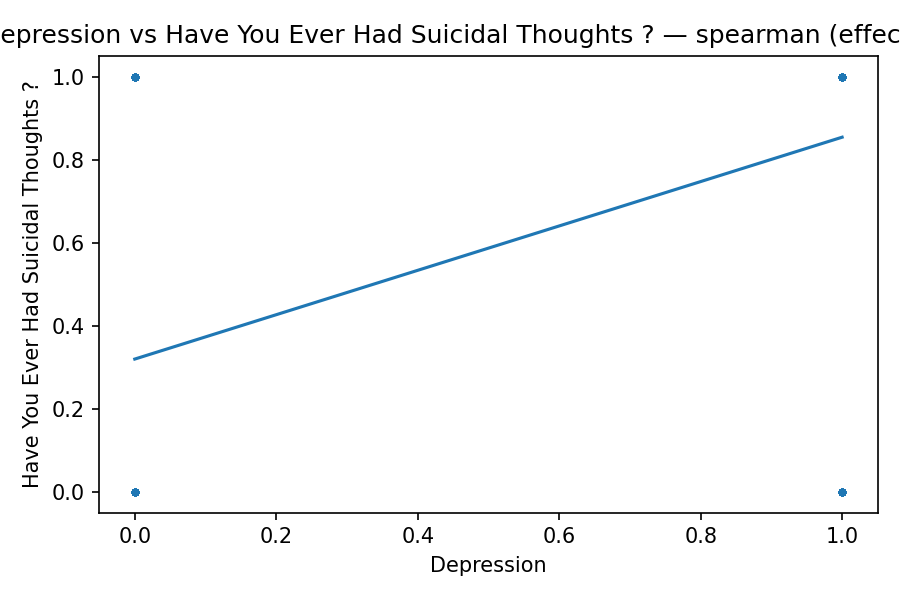 epression vs Have You Ever Had Suicidal Thoughts ? — spearman (effec
Have You Ever Had Suicidal Thoughts ?
1.0
0.8
0.6
0.4
0.2
0.0
0.0 0.2 0.4 0.6 0.8 1.0
Depression